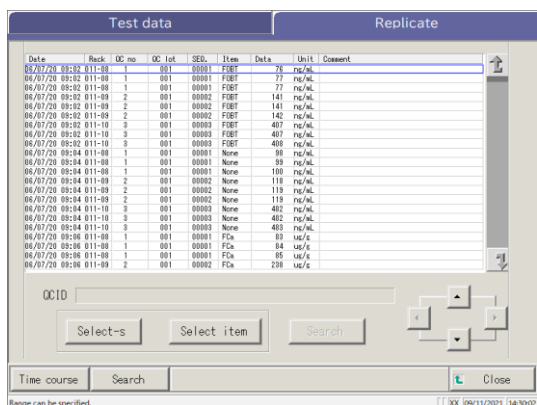 Test data Replicate
Date Rack QC no QC lot SEQ. Item Data Unit Comment
06/07/20 09:02 011-08 1 001 00001 FOBT 76 ng/mL
06/07/20 09:02 011-08 1 001 00001 FOBT 77 ng/mL
06/07/20 09:02 011-08 1 001 00001 FOBT 77 ng/mL
06/07/20 09:02 011-09 2 001 00002 FOBT 141 ng/mL
06/07/20 09:02 011-09 2 001 00002 FOBT 141 ng/mL
06/07/20 09:02 011-09 2 001 00002 FOBT 142 ng/mL
06/07/20 09:02 011-10 3 001 00003 FOBT 407 ng/mL
06/07/20 09:02 011-10 3 001 00003 FOBT 407 ng/mL
06/07/20 09:02 011-10 3 001 00003 FOBT 408 ng/mL
06/07/20 09:04 011-08 1 001 00001 None 98 ng/mL
06/07/20 09:04 011-08 1 001 00001 None 99 ng/mL
06/07/20 09:04 011-08 1 001 00001 None 100 ng/mL
06/07/20 09:04 011-09 2 001 00002 None 118 ng/mL
06/07/20 09:04 011-09 2 001 00002 None 119 ng/mL
06/07/20 09:04 011-09 2 001 00002 None 119 ng/mL
06/07/20 09:04 011-10 3 001 00003 None 482 ng/mL
06/07/20 09:04 011-10 3 001 00003 None 482 ng/mL
06/07/20 09:04 011-10 3 001 00003 None 483 ng/mL
06/07/20 09:06 011-08 1 001 00001 FCa 83 ug/g
06/07/20 09:06 011-08 1 001 00001 FCa 84 ug/g
06/07/20 09:06 011-08 1 001 00001 FCa 85 ug/g
06/07/20 09:06 011-09 2 001 00002 FCa 238 ug/g
QCID
Select-s Select item Search
Time course Search Close
Range can be specified. XX 09/11/2021 14:30:02